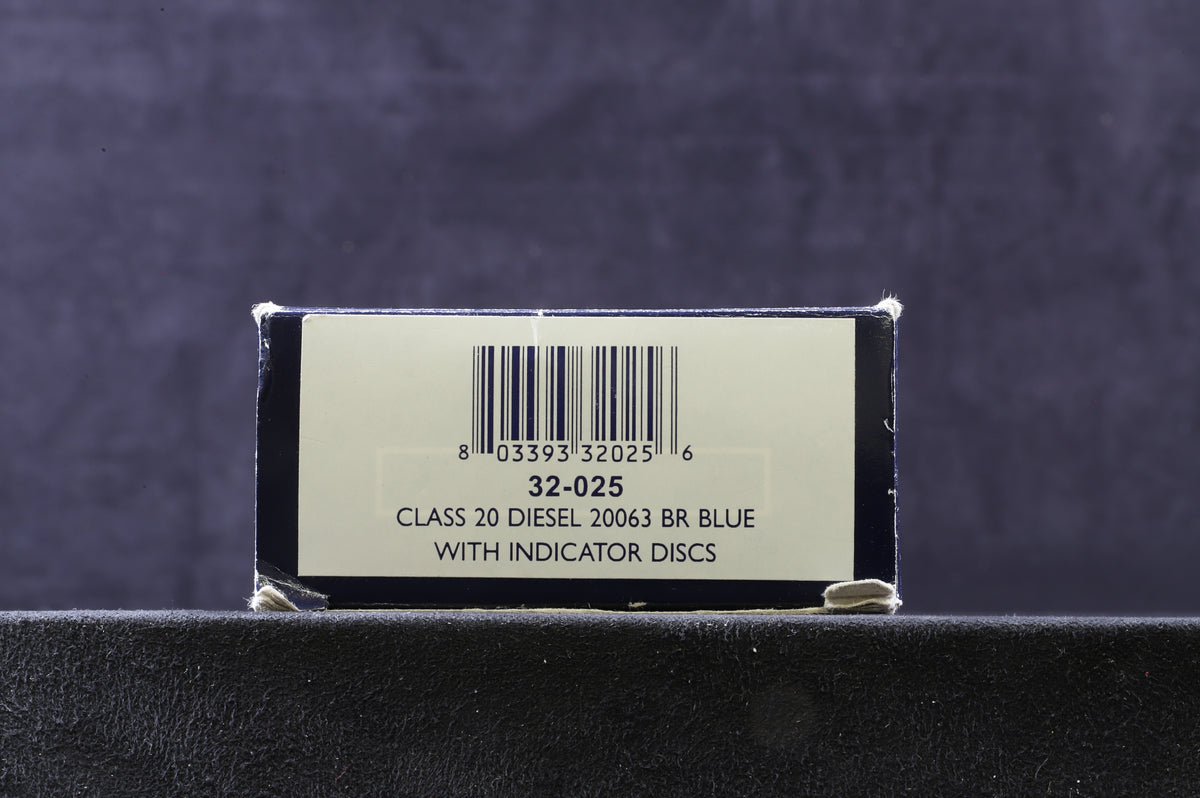 8 03393 32025 6
32-025
CLASS 20 DIESEL 20063 BR BLUE
WITH INDICATOR DISCS